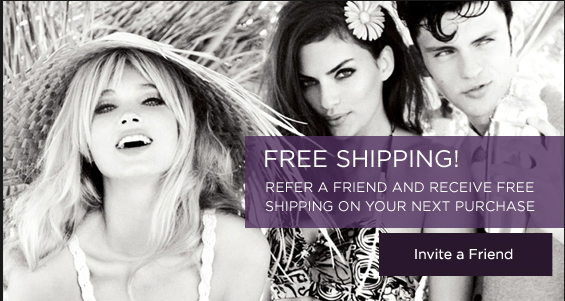 FREE SHIPPING!
REFER A FRIEND AND RECEIVE FREE
SHIPPING ON YOUR NEXT PURCHASE
Invite a Friend